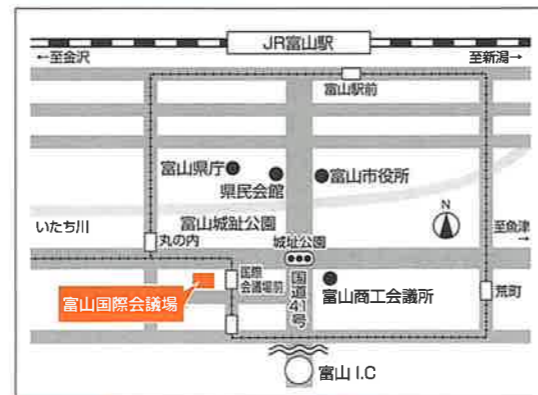 JR富山駅
←至金沢
至新潟→
富山駅前
富山県庁
県民会館
富山市役所
富山城趾公園
N
いたち川
丸の内
城址公園
至魚津
→
国際
会議場前
国道41号
富山国際会議場
富山商工会議所
荒町
富山 I.C